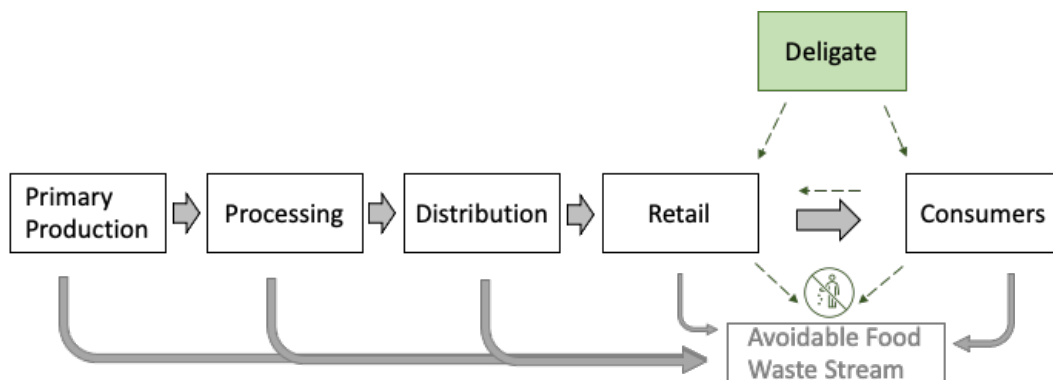 Deligate
Primary
Production
Processing
Distribution
Retail
Consumers
Avoidable Food
Waste Stream